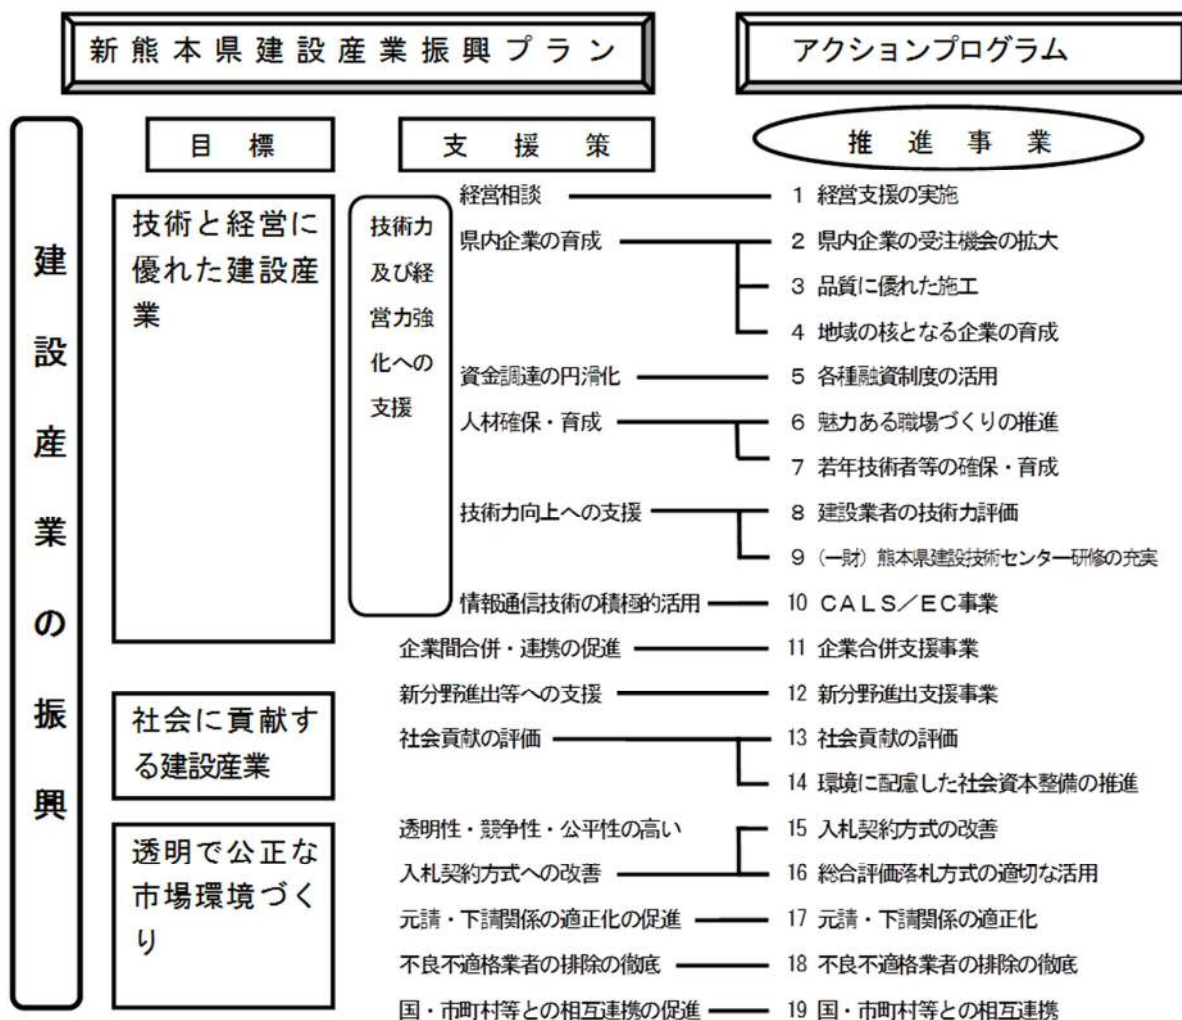 新熊本県建設産業振興プラン
アクションプログラム
建設産業の振興
目標
支援策
推進事業
技術と経営に
優れた建設産
業
社会に貢献す
る建設産業
透明で公正な
市場環境づく
り
技術力
及び経
営力強
化への
支援
経営相談
県内企業の育成
資金調達の円滑化
人材確保・育成
技術力向上への支援
情報通信技術の積極的活用
企業間合併・連携の促進
新分野進出等への支援
社会貢献の評価
透明性・競争性・公平性の高い
入札契約方式への改善
元請・下請関係の適正化の促進
不良不適格業者の排除の徹底
国・市町村等との相互連携の促進
1 経営支援の実施
2 県内企業の受注機会の拡大
3 品質に優れた施工
4 地域の核となる企業の育成
5 各種融資制度の活用
6 魅力ある職場づくりの推進
7 若年技術者等の確保・育成
8 建設業者の技術力評価
9 （一財）熊本県建設技術センター研修の充実
10 ＣＡＬＳ／ＥＣ事業
11 企業合併支援事業
12 新分野進出支援事業
13 社会貢献の評価
14 環境に配慮した社会資本整備の推進
15 入札契約方式の改善
16 総合評価落札方式の適切な活用
17 元請・下請関係の適正化
18 不良不適格業者の排除の徹底
19 国・市町村等との相互連携